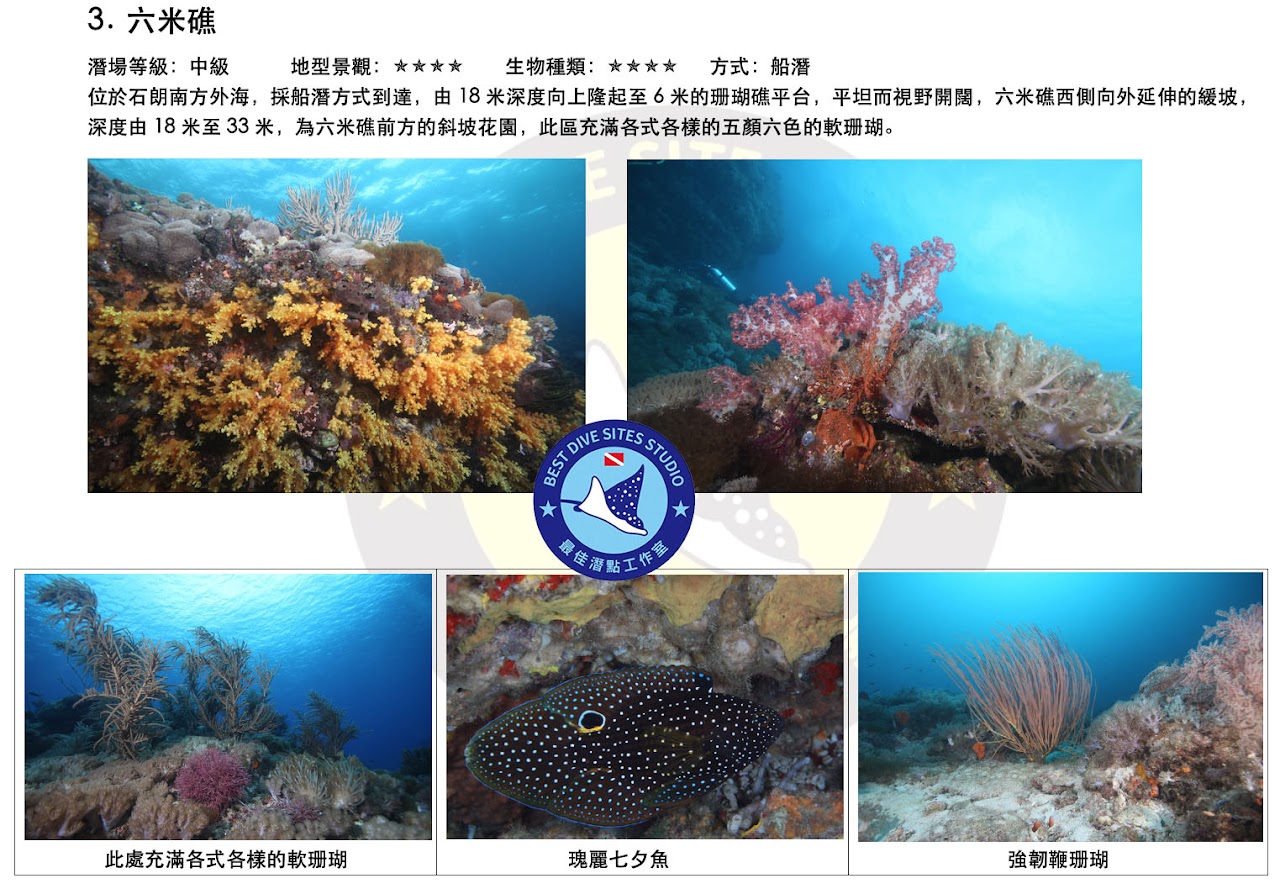 3. 六米礁
潛場等級：中級 地型景觀：★★★★ 生物種類：★★★★ 方式：船潛
位於石朗南方外海，採船潛方式到達，由 18 米深度向上隆起至 6 米的珊瑚礁平台，平坦而視野開闊，六米礁西側向外延伸的緩坡，
深度由 18 米至 33 米，為六米礁前方的斜坡花園，此區充滿各式各樣的五顏六色的軟珊瑚。
BEST DIVE SITES STUDIO
最佳潛點工作室
此處充滿各式各樣的軟珊瑚
瑰麗七夕魚
強韌鞭珊瑚